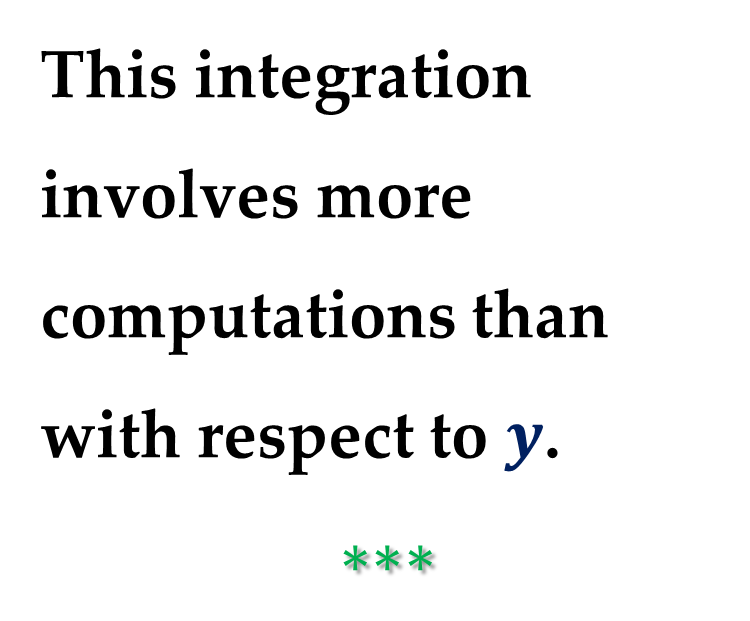 This integration
involves more
computations than
with respect to y.
***